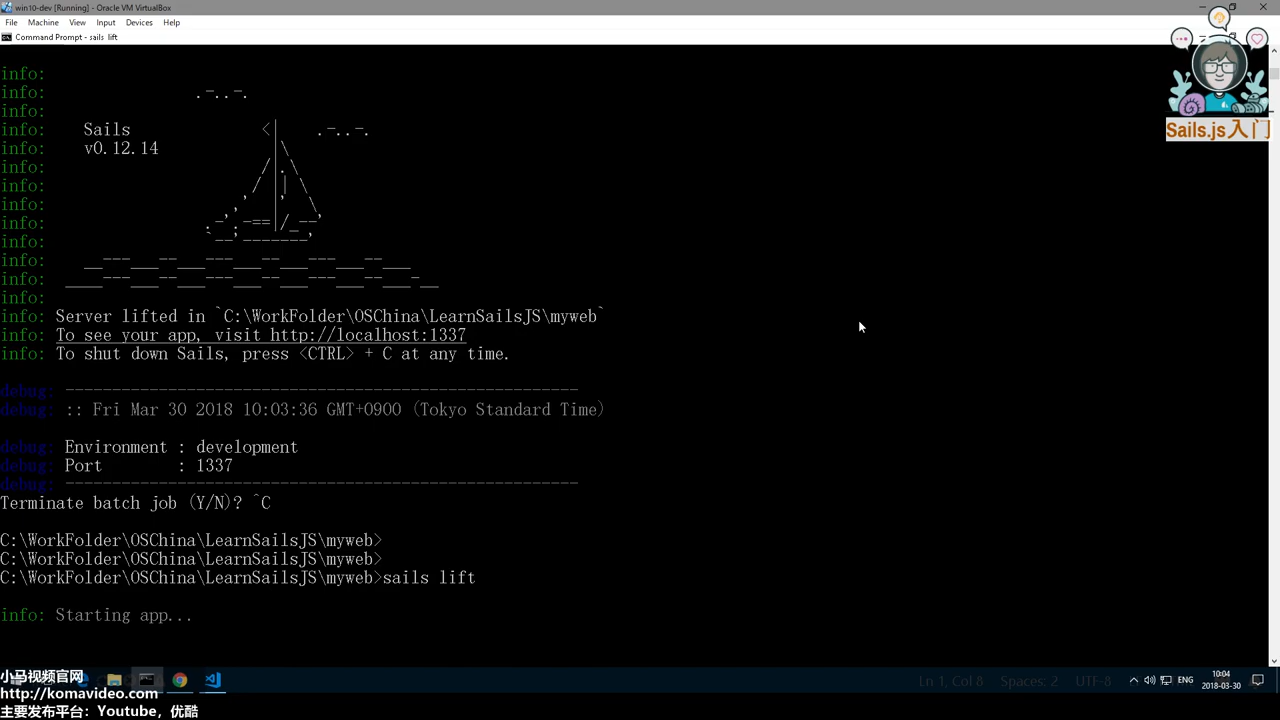 win10-dev [Running] - Oracle VM VirtualBox
File Machine View Input Devices Help
Command Prompt - sails lift
info:
info:
info:
info: Sails
info: v0.12.14
info:
info:
info:
info:
info:
info:
info:
info:
info: Server lifted in `C:\WorkFolder\OSChina\LearnSailsJS\myweb`
info: To see your app, visit http://localhost:1337
info: To shut down Sails, press <CTRL> + C at any time.
debug: --------------------------------------------------------
debug: :: Fri Mar 30 2018 10:03:36 GMT+0900 (Tokyo Standard Time)
debug: Environment : development
debug: Port : 1337
debug: --------------------------------------------------------
Terminate batch job (Y/N)? ^C
C:\WorkFolder\OSChina\LearnSailsJS\myweb>
C:\WorkFolder\OSChina\LearnSailsJS\myweb>
C:\WorkFolder\OSChina\LearnSailsJS\myweb>sails lift
info: Starting app...
Sails.js入门
小马视频官网
http://komavideo.com
主要发布平台：Youtube，优酷
Ln 1, Col 8 Spaces: 2 UTF-8
ENG
10:04
2018-03-30